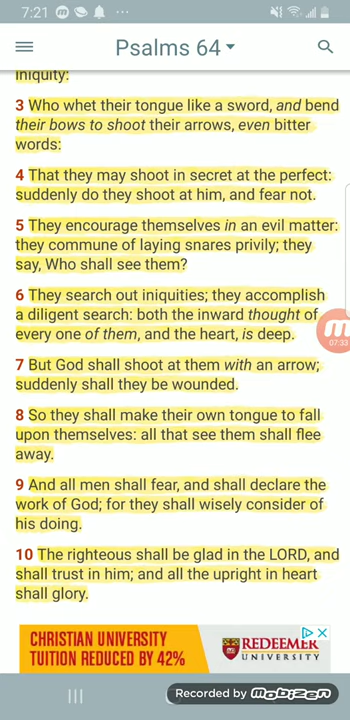 7:21
Psalms 64
iniquity:
3 Who whet their tongue like a sword, and bend
their bows to shoot their arrows, even bitter
words:
4 That they may shoot in secret at the perfect:
suddenly do they shoot at him, and fear not.
5 They encourage themselves in an evil matter:
they commune of laying snares privily; they
say, Who shall see them?
6 They search out iniquities; they accomplish
a diligent search: both the inward thought of
every one of them, and the heart, is deep.
07:33
7 But God shall shoot at them with an arrow;
suddenly shall they be wounded.
8 So they shall make their own tongue to fall
upon themselves: all that see them shall flee
away.
9 And all men shall fear, and shall declare the
work of God; for they shall wisely consider of
his doing.
10 The righteous shall be glad in the LORD, and
shall trust in him; and all the upright in heart
shall glory.
CHRISTIAN UNIVERSITY
TUITION REDUCED BY 42%
REDEEMER
UNIVERSITY
Recorded by Mobizen